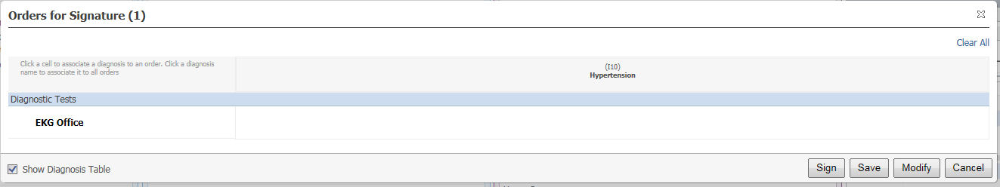 Orders for Signature (1)
Clear All
Click a cell to associate a diagnosis to an order. Click a diagnosis
name to associate it to all orders
(I10)
Hypertension
Diagnostic Tests
EKG Office
Show Diagnosis Table
Sign
Save
Modify
Cancel